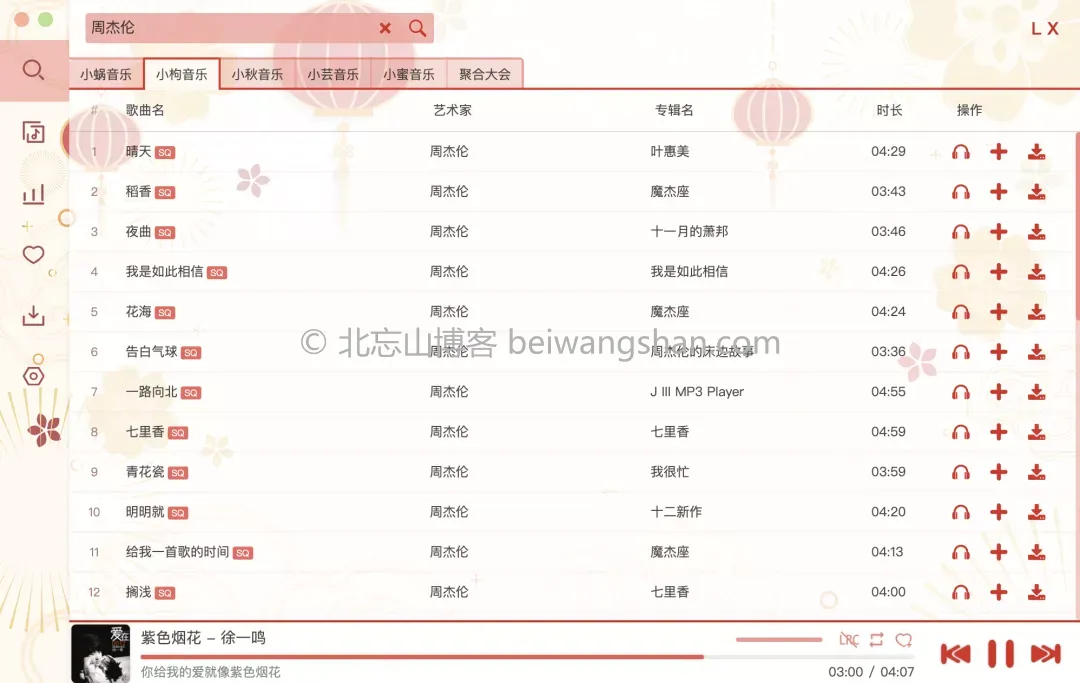 周杰伦
L X
小蜗音乐 小枸音乐 小秋音乐 小芸音乐 小蜜音乐 聚合大会
# 歌曲名 艺术家 专辑名 时长 操作
1 晴天 SQ 周杰伦 叶惠美 04:29
2 稻香 SQ 周杰伦 魔杰座 03:43
3 夜曲 SQ 周杰伦 十一月的萧邦 03:46
4 我是如此相信 SQ 周杰伦 我是如此相信 04:26
5 花海 SQ 周杰伦 魔杰座 04:24
© 北忘山博客 beiwangshan.com
6 告白气球 SQ 周杰伦 周杰伦的床边故事 03:36
7 一路向北 SQ 周杰伦 J III MP3 Player 04:55
8 七里香 SQ 周杰伦 七里香 04:59
9 青花瓷 SQ 周杰伦 我很忙 03:59
10 明明就 SQ 周杰伦 十二新作 04:20
11 给我一首歌的时间 SQ 周杰伦 魔杰座 04:13
12 搁浅 SQ 周杰伦 七里香 04:00
爱在
紫色烟花 – 徐一鸣
LRC
你给我的爱就像紫色烟花
03:00 / 04:07